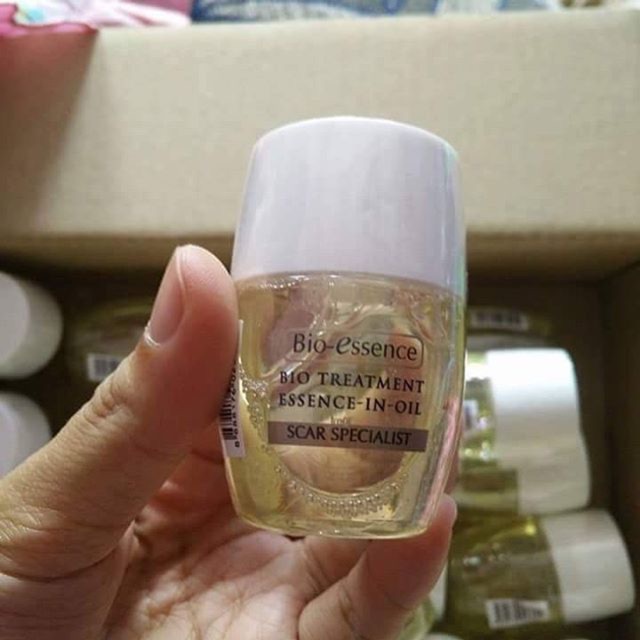 Bio-essence
BIO TREATMENT
ESSENCE-IN-OIL
SCAR SPECIALIST